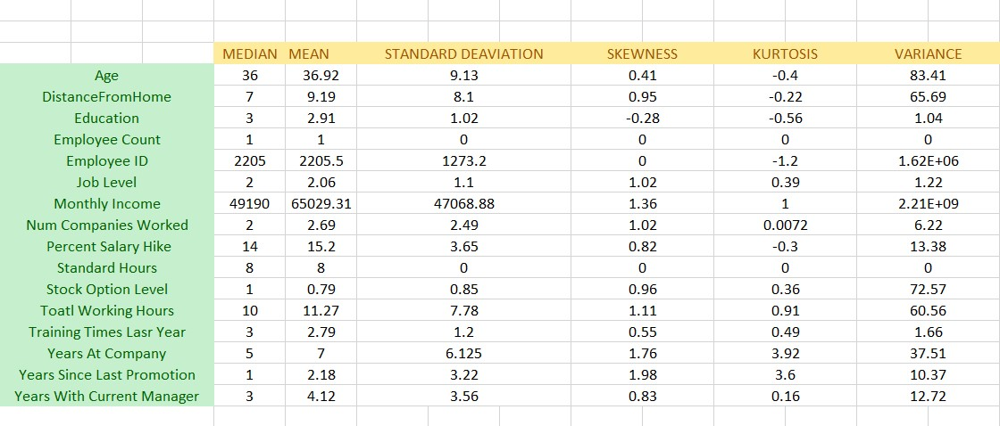 MEDIAN MEAN STANDARD DEAVIATION SKEWNESS KURTOSIS VARIANCE
Age 36 36.92 9.13 0.41 -0.4 83.41
DistanceFromHome 7 9.19 8.1 0.95 -0.22 65.69
Education 3 2.91 1.02 -0.28 -0.56 1.04
Employee Count 1 1 0 0 0 0
Employee ID 2205 2205.5 1273.2 0 -1.2 1.62E+06
Job Level 2 2.06 1.1 1.02 0.39 1.22
Monthly Income 49190 65029.31 47068.88 1.36 1 2.21E+09
Num Companies Worked 2 2.69 2.49 1.02 0.0072 6.22
Percent Salary Hike 14 15.2 3.65 0.82 -0.3 13.38
Standard Hours 8 8 0 0 0 0
Stock Option Level 1 0.79 0.85 0.96 0.36 72.57
Toatl Working Hours 10 11.27 7.78 1.11 0.91 60.56
Training Times Lasr Year 3 2.79 1.2 0.55 0.49 1.66
Years At Company 5 7 6.125 1.76 3.92 37.51
Years Since Last Promotion 1 2.18 3.22 1.98 3.6 10.37
Years With Current Manager 3 4.12 3.56 0.83 0.16 12.72